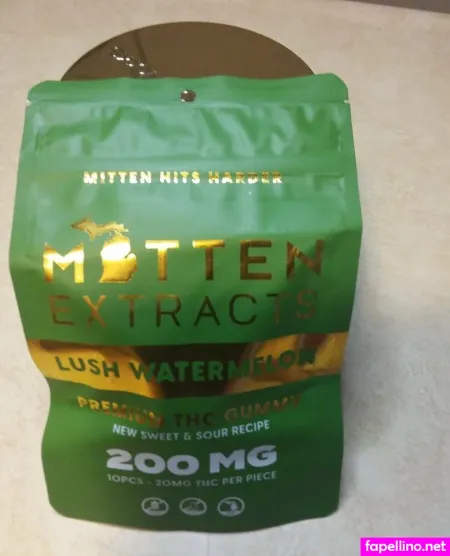 MITTEN HITS HARDER
MITTEN
EXTRACTS
LUSH WATERMELON
PREMIUM THC GUMMY
NEW SWEET & SOUR RECIPE
200 MG
10PCS - 20MG THC PER PIECE
fapellino.net